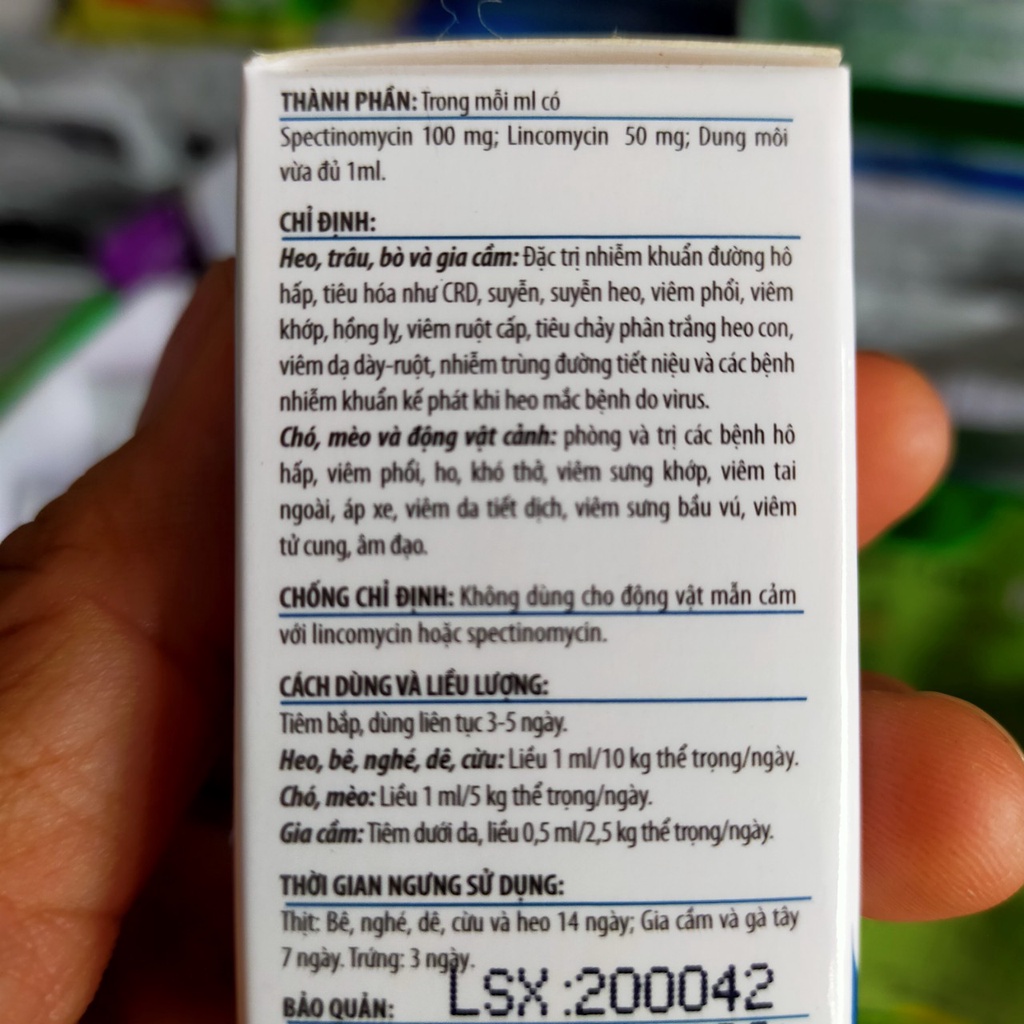 THÀNH PHẦN: Trong mỗi ml có
Spectinomycin 100 mg; Lincomycin 50 mg; Dung môi
vừa đủ 1ml.
CHỈ ĐỊNH:
Heo, trâu, bò và gia cầm: Đặc trị nhiễm khuẩn đường hô
hấp, tiêu hóa như CRD, suyễn, suyễn heo, viêm phổi, viêm
khớp, hồng lỵ, viêm ruột cấp, tiêu chảy phân trắng heo con,
viêm dạ dày-ruột, nhiễm trùng đường tiết niệu và các bệnh
nhiễm khuẩn kế phát khi heo mắc bệnh do virus.
Chó, mèo và động vật cảnh: phòng và trị các bệnh hô
hấp, viêm phổi, ho, khó thở, viêm sưng khớp, viêm tai
ngoài, áp xe, viêm da tiết dịch, viêm sưng bầu vú, viêm
tử cung, âm đạo.
CHỐNG CHỈ ĐỊNH: Không dùng cho động vật mẫn cảm
với lincomycin hoặc spectinomycin.
CÁCH DÙNG VÀ LIỀU LƯỢNG:
Tiêm bắp, dùng liên tục 3-5 ngày.
Heo, bê, nghé, dê, cừu: Liều 1 ml/10 kg thể trọng/ngày.
Chó, mèo: Liều 1 ml/5 kg thể trọng/ngày.
Gia cầm: Tiêm dưới da, liều 0,5 ml/2,5 kg thể trọng/ngày.
THỜI GIAN NGƯNG SỬ DỤNG:
Thịt: Bê, nghé, dê, cừu và heo 14 ngày; Gia cầm và gà tây
7 ngày. Trứng: 3 ngày.
BẢO QUẢN: LSX :200042